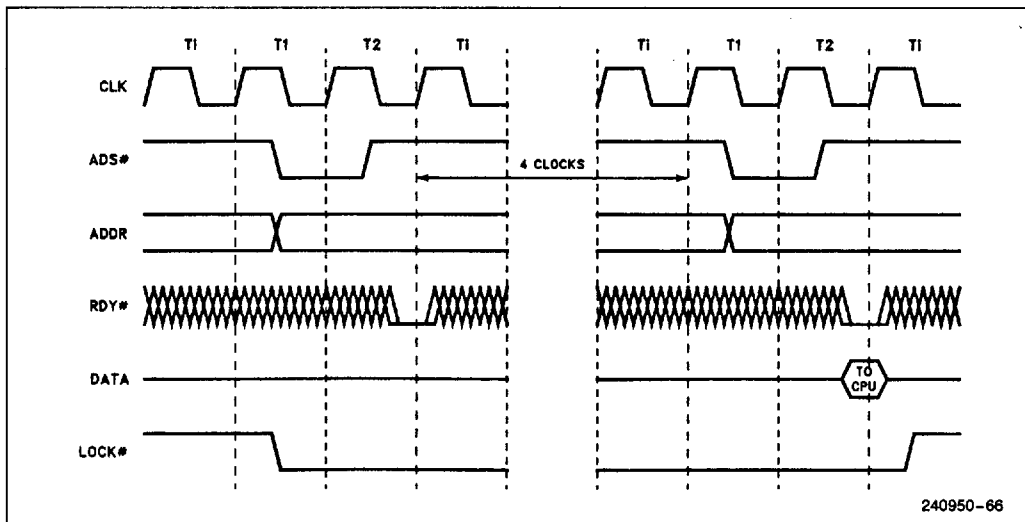 Ti T1 T2 Ti Ti T1 T2 Ti
CLK
ADS#
4 CLOCKS
ADDR
RDY#
DATA
TO
CPU
LOCK#
240950-66